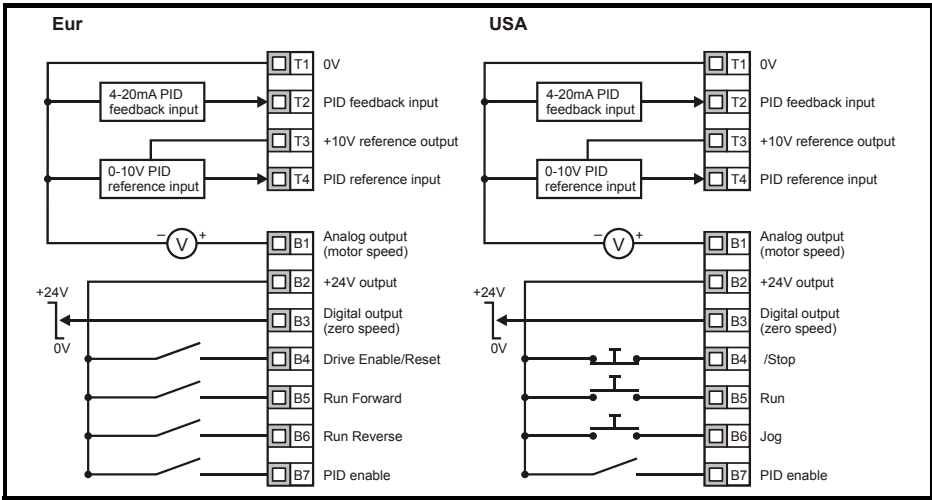 Eur
T1 0V
4-20mA PID
feedback input
T2 PID feedback input
T3 +10V reference output
0-10V PID
reference input
T4 PID reference input
– V +
B1 Analog output
(motor speed)
B2 +24V output
+24V
0V
B3 Digital output
(zero speed)
B4 Drive Enable/Reset
B5 Run Forward
B6 Run Reverse
B7 PID enable
USA
T1 0V
4-20mA PID
feedback input
T2 PID feedback input
T3 +10V reference output
0-10V PID
reference input
T4 PID reference input
– V +
B1 Analog output
(motor speed)
B2 +24V output
+24V
0V
B3 Digital output
(zero speed)
B4 /Stop
B5 Run
B6 Jog
B7 PID enable